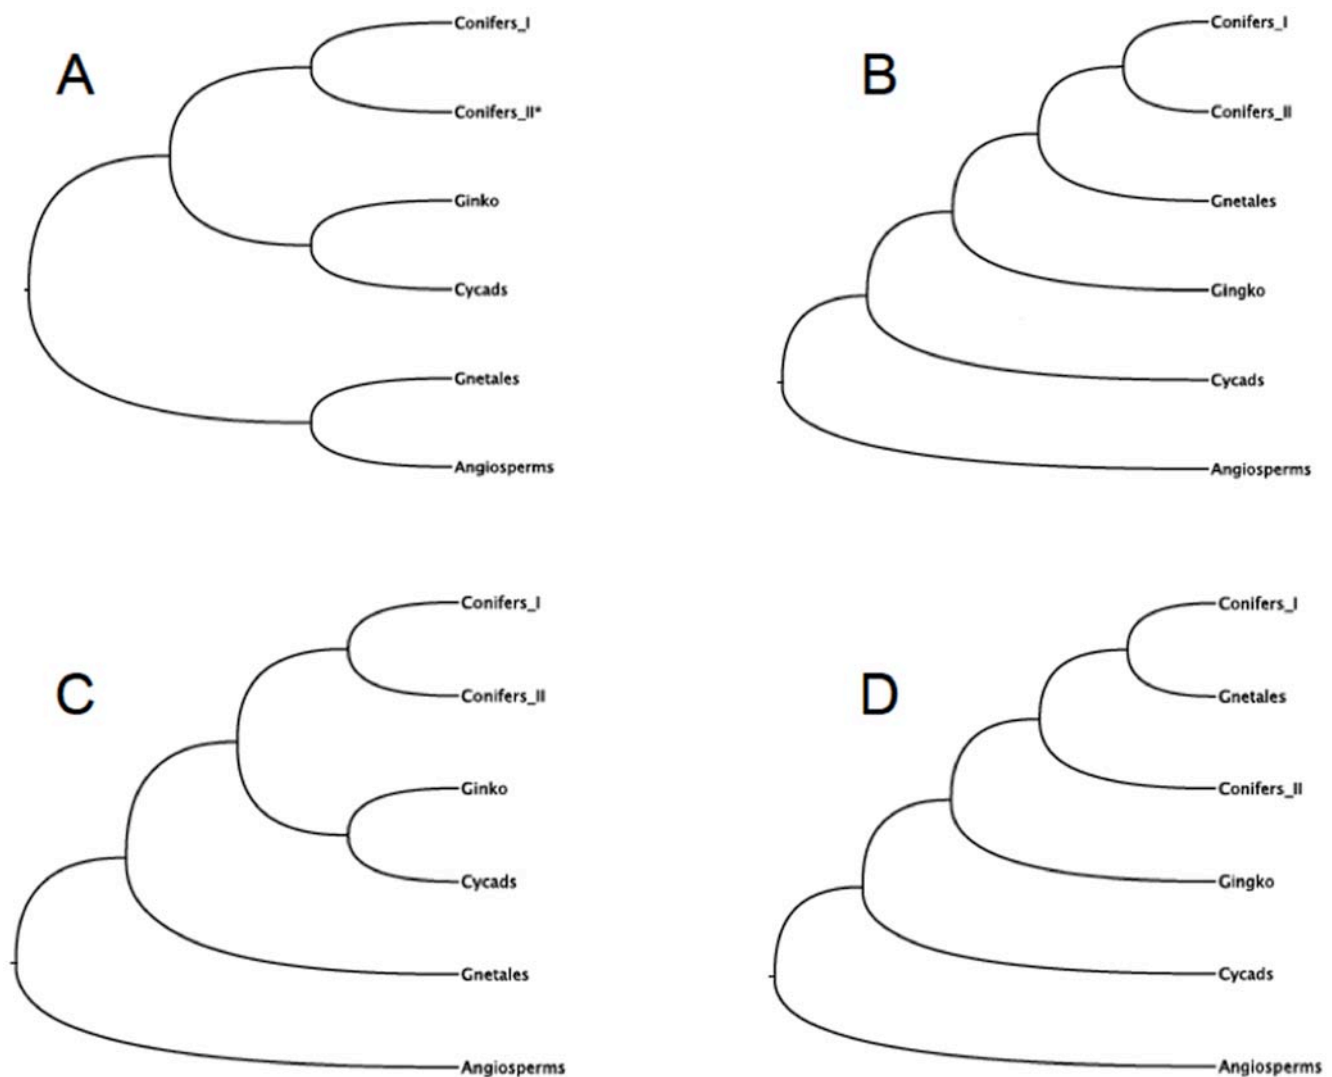 A
Conifers_I
Conifers_II*
Ginko
Cycads
Gnetales
Angiosperms
B
Conifers_I
Conifers_II
Gnetales
Gingko
Cycads
Angiosperms
C
Conifers_I
Conifers_II
Ginko
Cycads
Gnetales
Angiosperms
D
Conifers_I
Gnetales
Conifers_II
Gingko
Cycads
Angiosperms